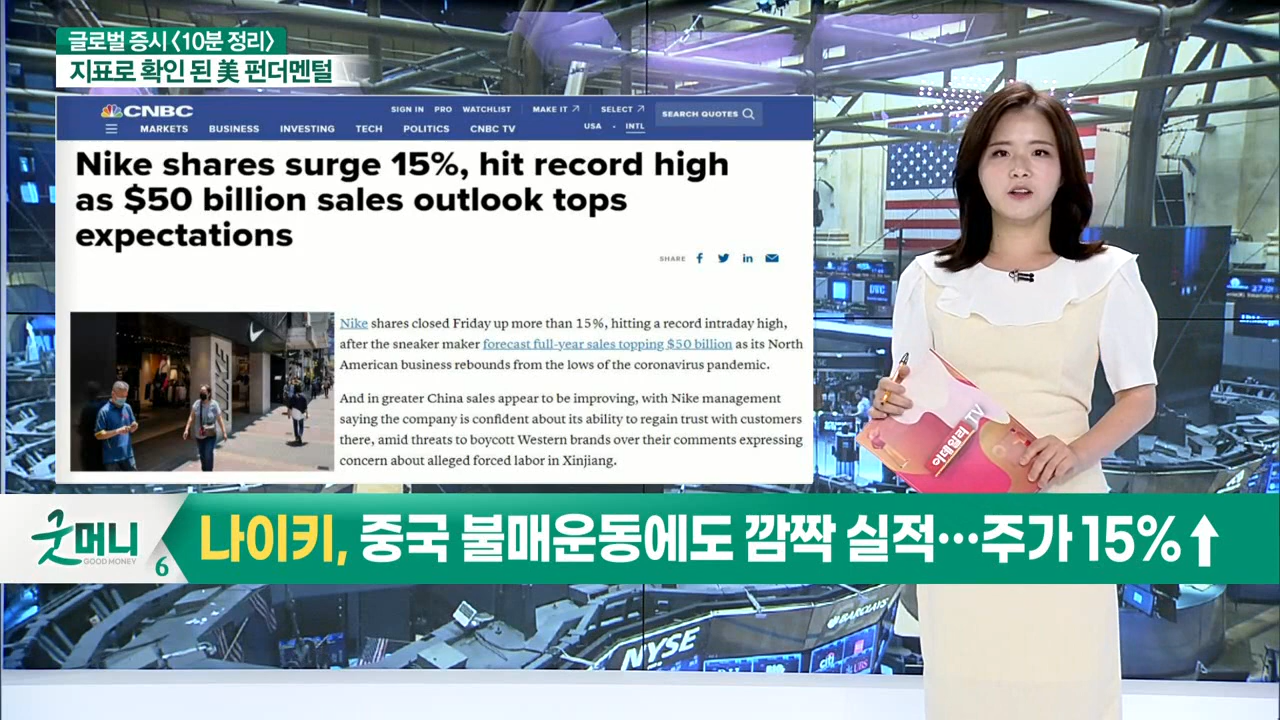 글로벌 증시 〈10분 정리〉
지표로 확인 된 美 펀더멘털
CNBC
SIGN IN PRO WATCHLIST MAKE IT SELECT SEARCH QUOTES
MARKETS BUSINESS INVESTING TECH POLITICS CNBC TV USA · INTL
Nike shares surge 15%, hit record high
as $50 billion sales outlook tops
expectations
SHARE
NIKE
Nike shares closed Friday up more than 15%, hitting a record intraday high,
after the sneaker maker forecast full-year sales topping $50 billion as its North
American business rebounds from the lows of the coronavirus pandemic.
And in greater China sales appear to be improving, with Nike management
saying the company is confident about its ability to regain trust with customers
there, amid threats to boycott Western brands over their comments expressing
concern about alleged forced labor in Xinjiang.
이데일리 TV
굿머니
GOOD MONEY
6
나이키, 중국 불매운동에도 깜짝 실적…주가 15%↑
NYSE
BARCLAYS
citi
UBS